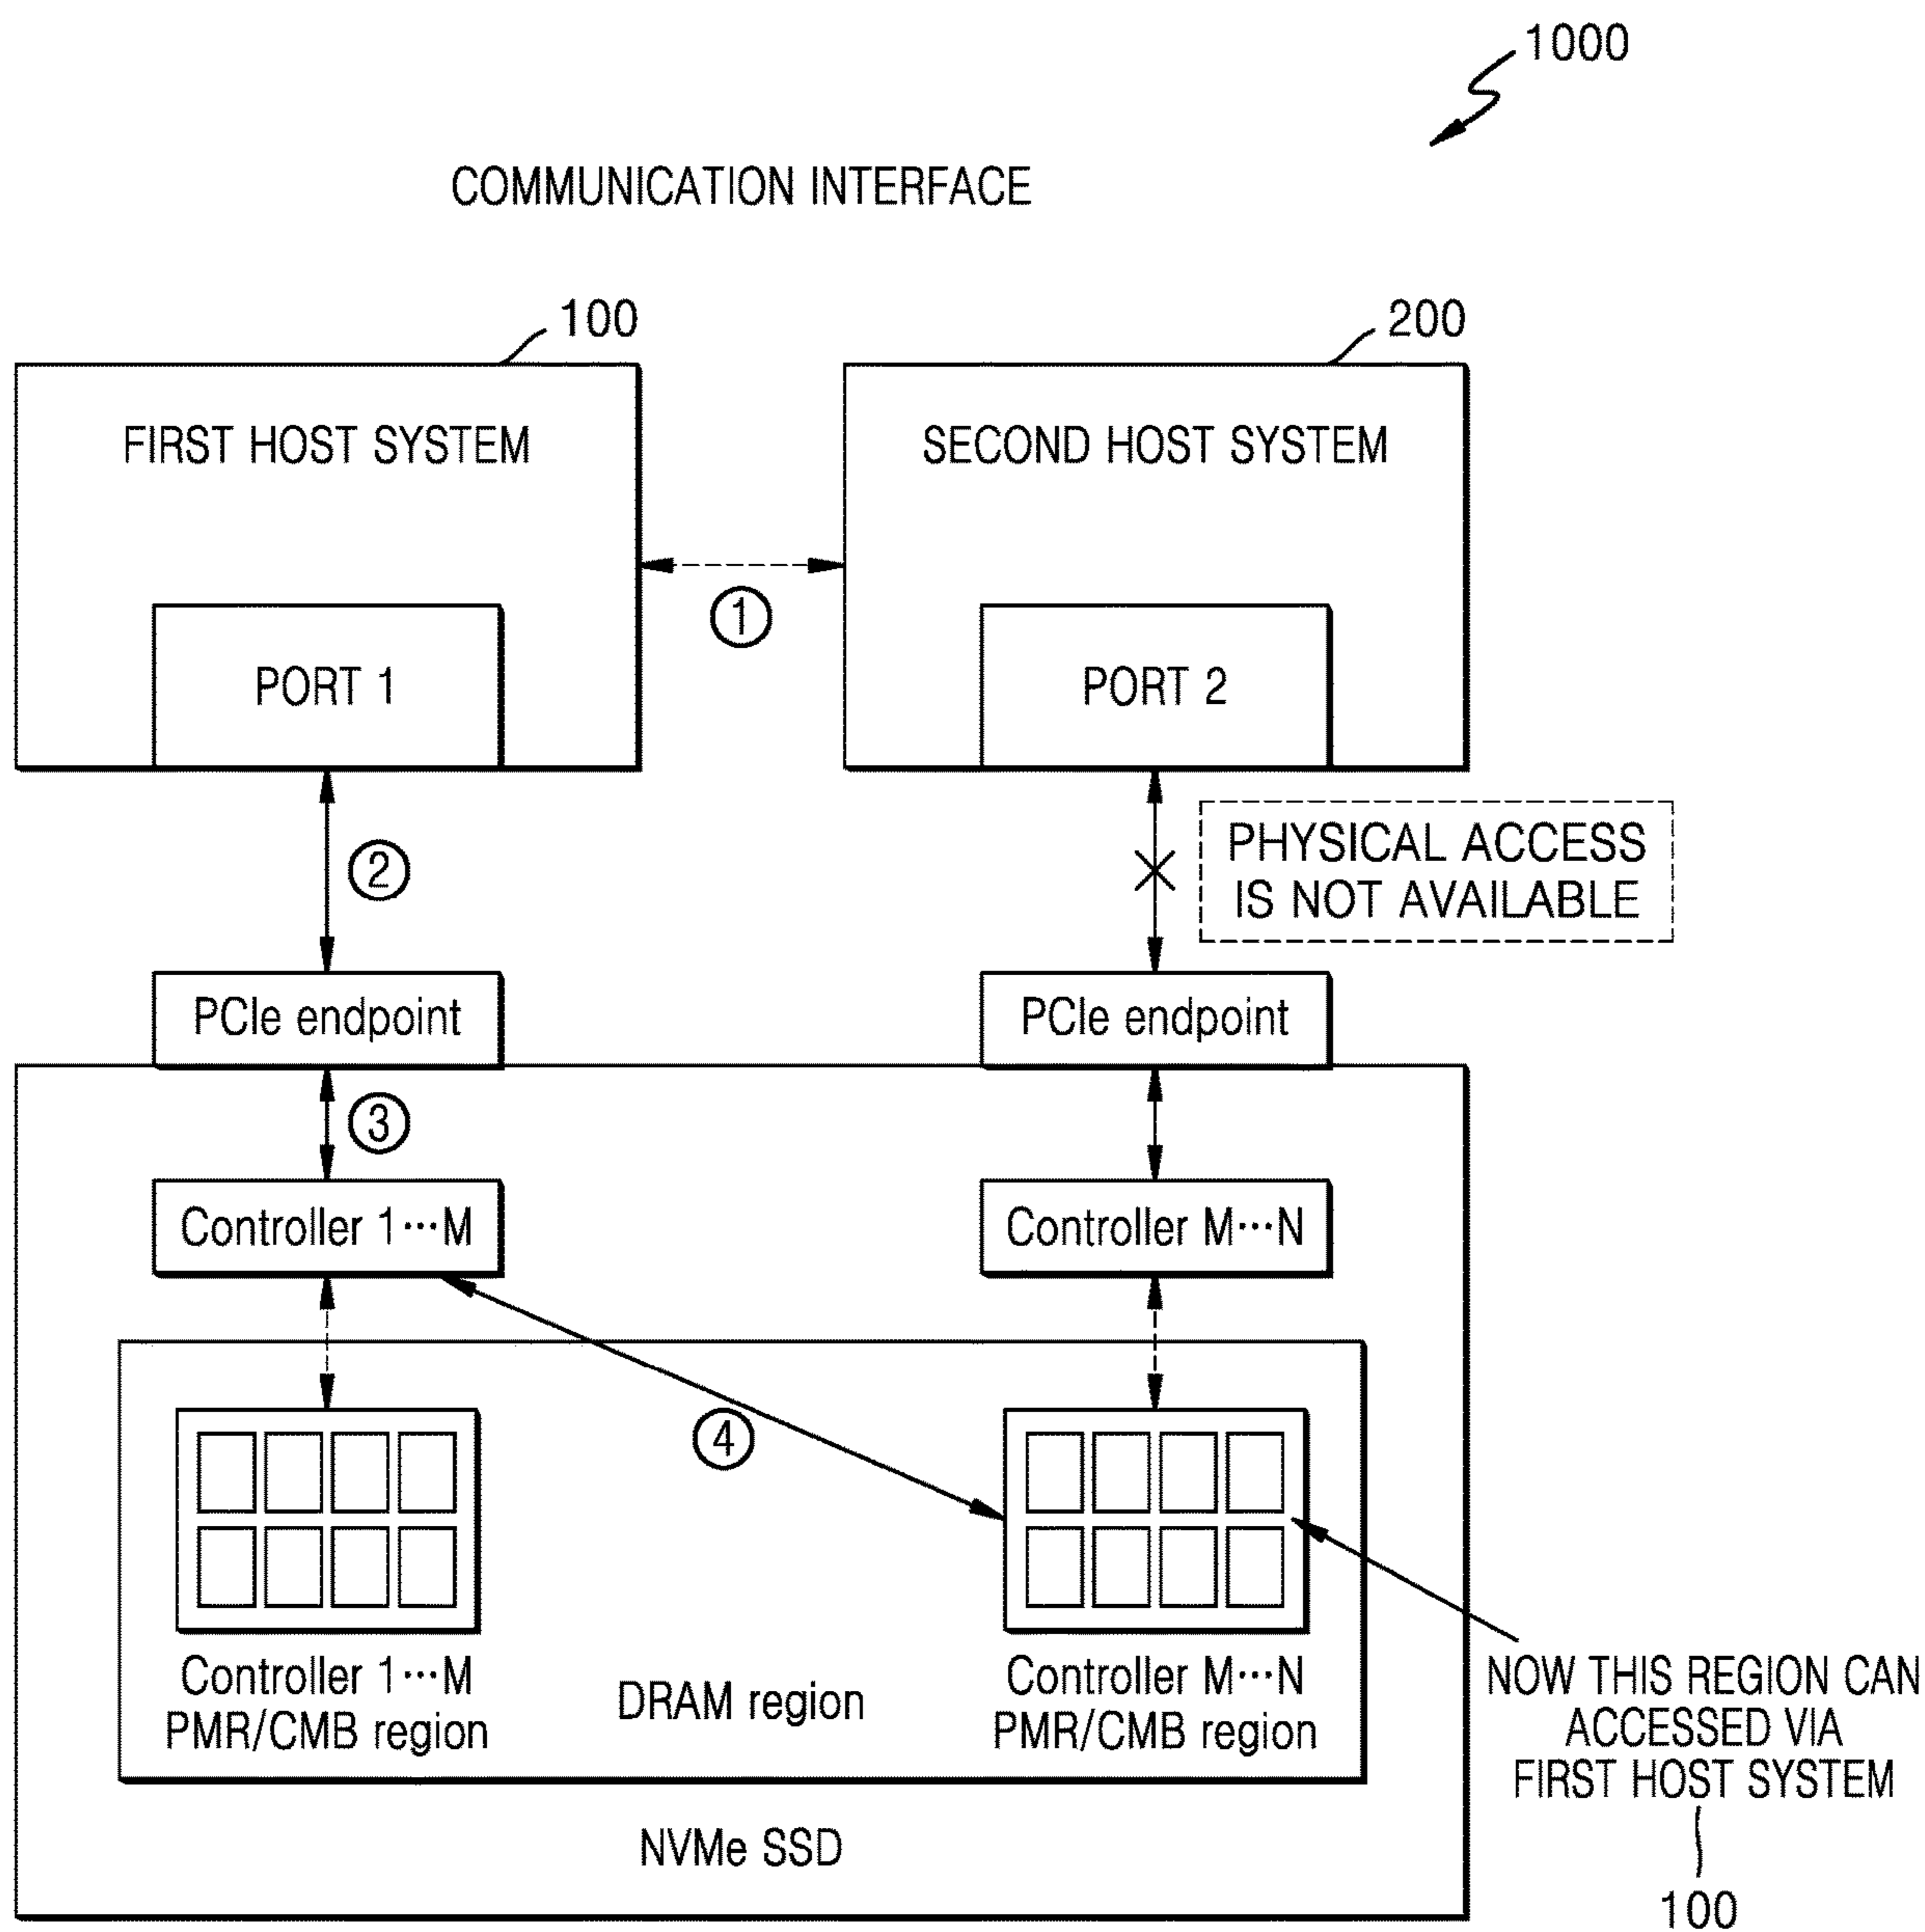 1000
COMMUNICATION INTERFACE
100
200
FIRST HOST SYSTEM
SECOND HOST SYSTEM
1
PORT 1
PORT 2
2
PHYSICAL ACCESS
IS NOT AVAILABLE
PCIe endpoint
PCIe endpoint
3
Controller 1···M
Controller M···N
4
Controller 1···M
PMR/CMB region
DRAM region
Controller M···N
PMR/CMB region
NOW THIS REGION CAN
ACCESSED VIA
FIRST HOST SYSTEM
NVMe SSD
100